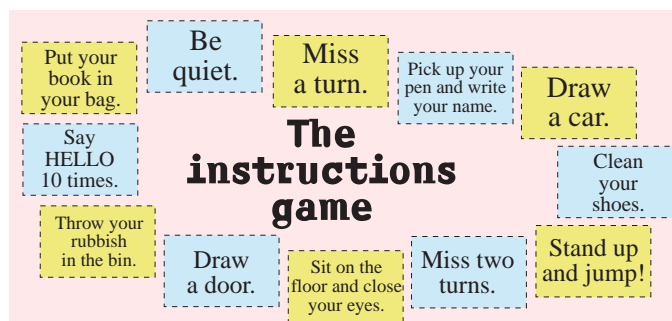 Put your
book in
your bag.
Be
quiet.
Miss
a turn.
Pick up your
pen and write
your name.
Draw
a car.
Say
HELLO
10 times.
The
instructions
game
Clean
your
shoes.
Throw your
rubbish
in the bin.
Draw
a door.
Sit on the
floor and close
your eyes.
Miss two
turns.
Stand up
and jump!